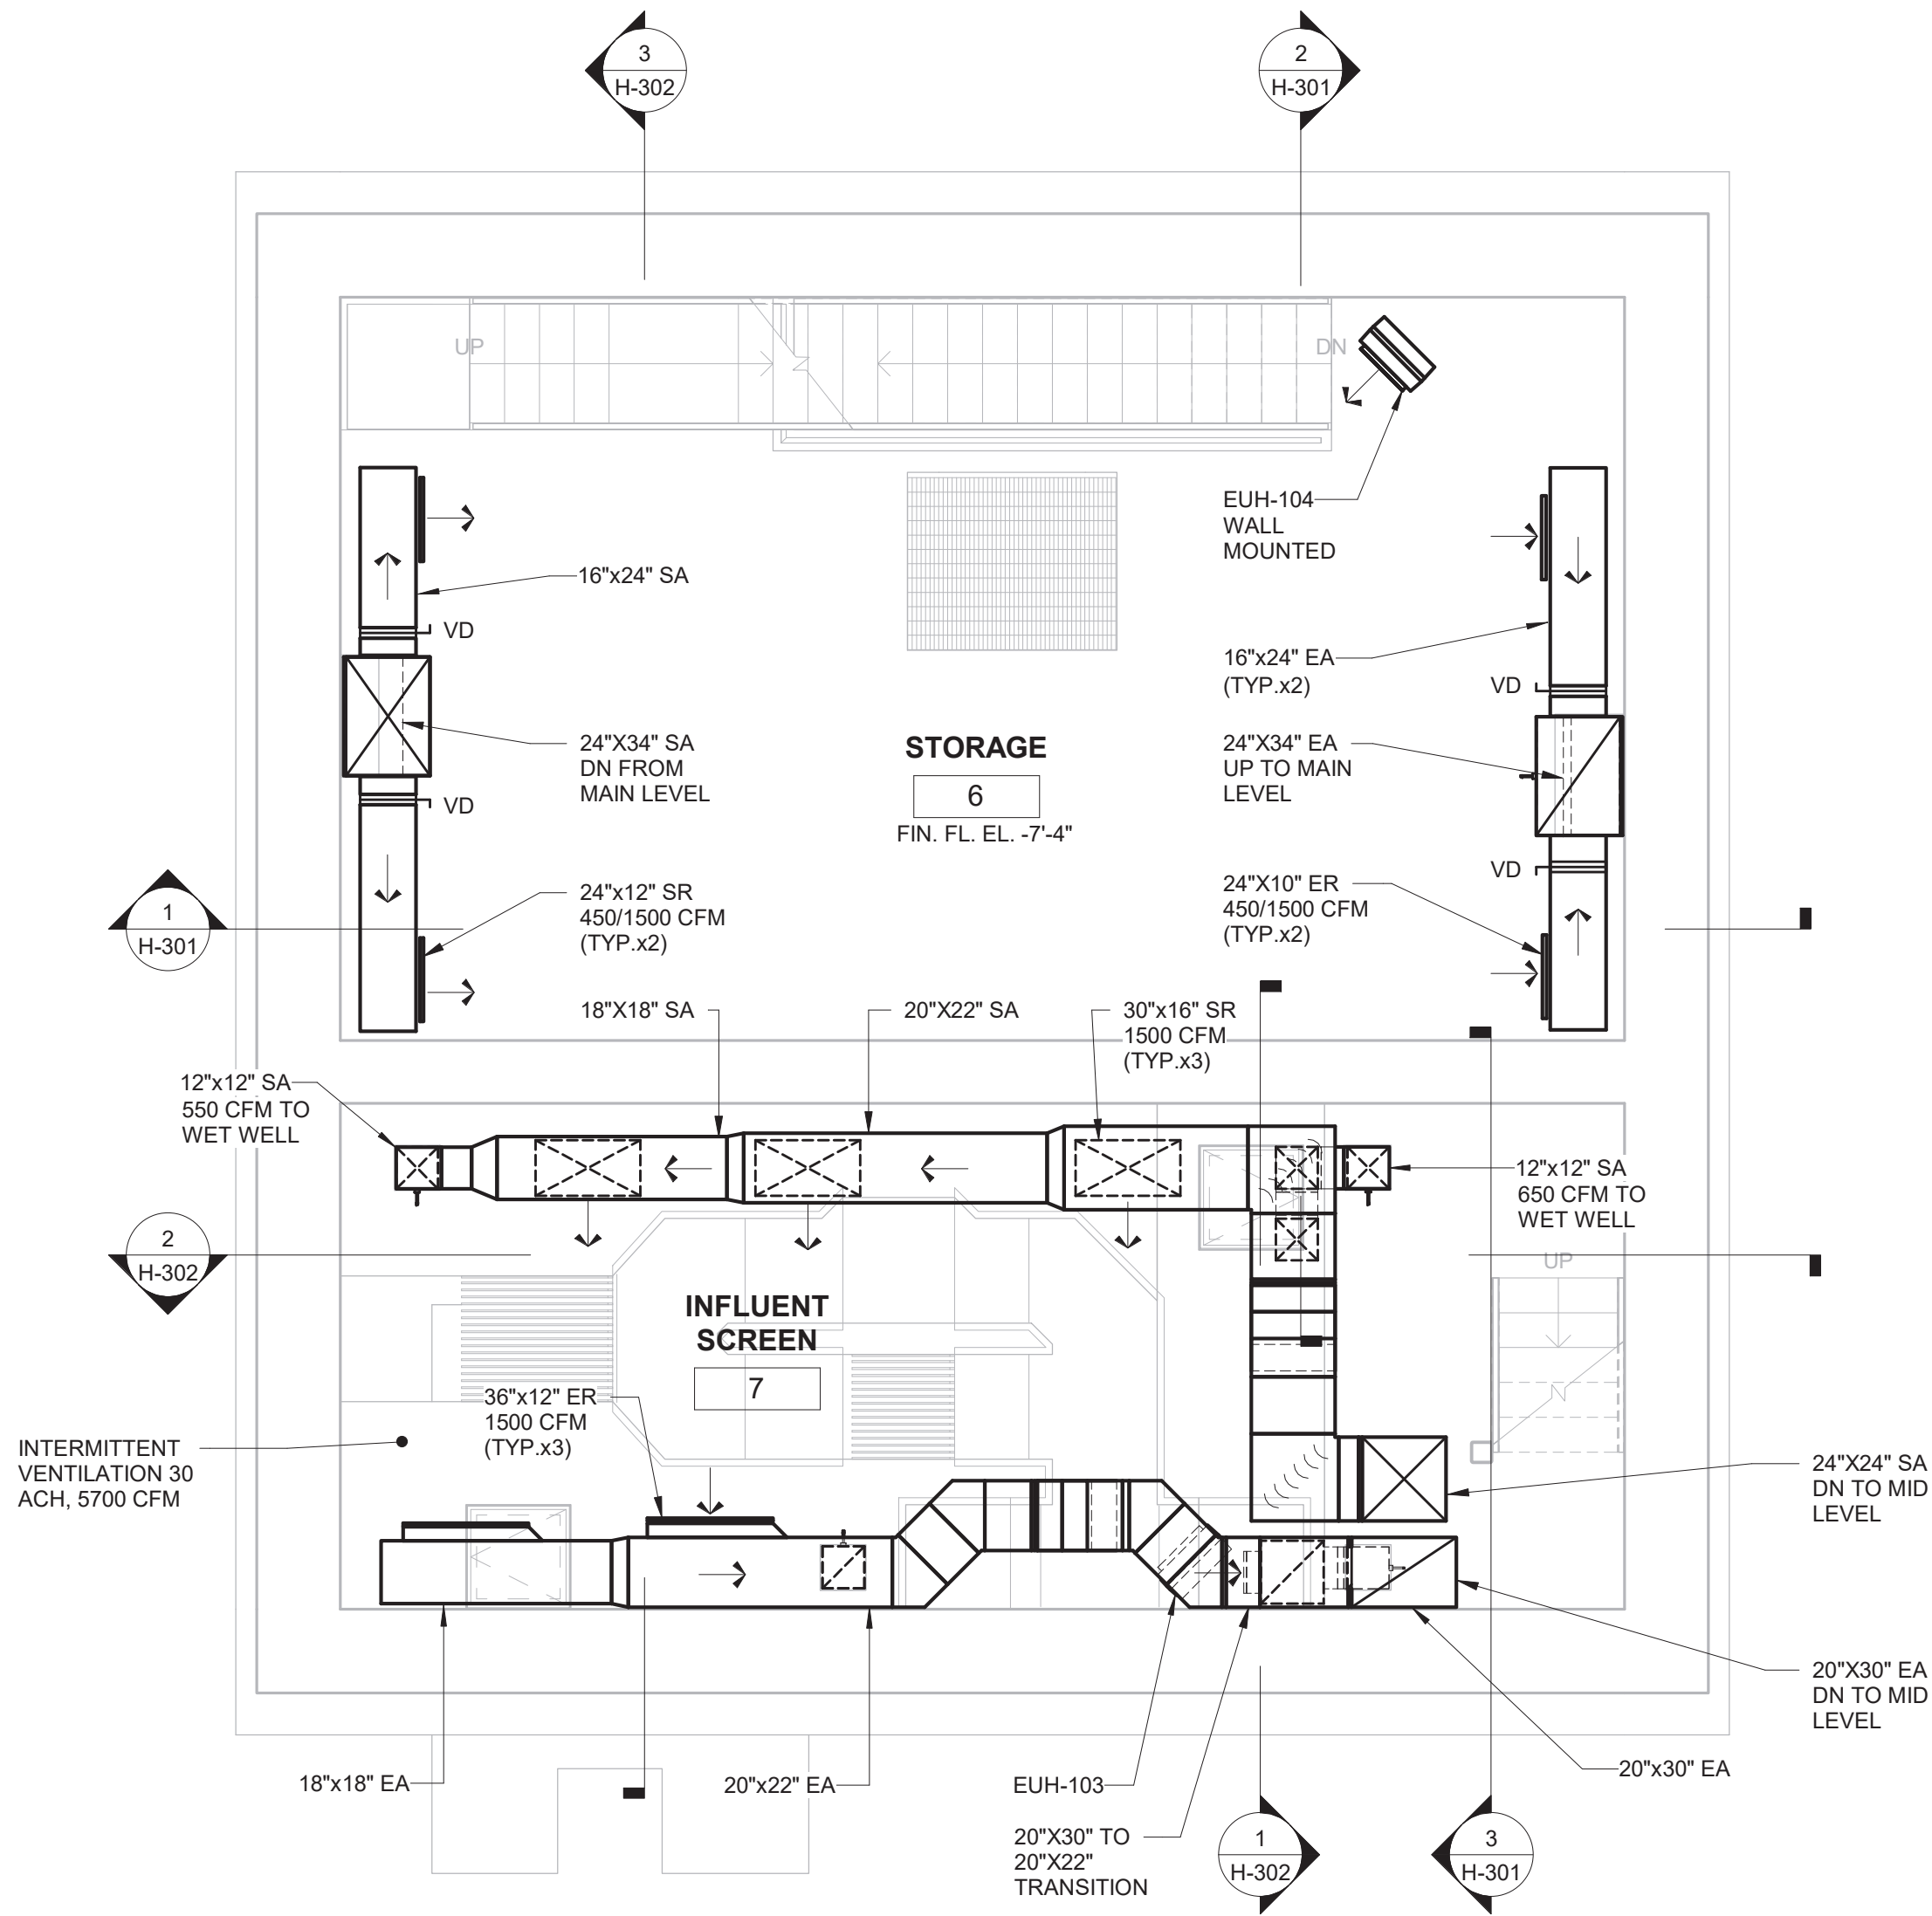 3
H-302
2
H-301
UP
DN
EUH-104
WALL
MOUNTED
16"x24" SA
VD
16"x24" EA
(TYP.x2)
VD
24"X34" SA
DN FROM
MAIN LEVEL
STORAGE
6
FIN. FL. EL. -7'-4"
24"X34" EA
UP TO MAIN
LEVEL
VD
VD
24"x12" SR
450/1500 CFM
(TYP.x2)
24"X10" ER
450/1500 CFM
(TYP.x2)
1
H-301
18"X18" SA
20"X22" SA
30"x16" SR
1500 CFM
(TYP.x3)
12"x12" SA
550 CFM TO
WET WELL
12"x12" SA
650 CFM TO
WET WELL
2
H-302
UP
INFLUENT
SCREEN
7
36"x12" ER
1500 CFM
(TYP.x3)
INTERMITTENT
VENTILATION 30
ACH, 5700 CFM
24"X24" SA
DN TO MID
LEVEL
20"X30" EA
DN TO MID
LEVEL
18"x18" EA
20"x22" EA
EUH-103
20"x30" EA
20"X30" TO
20"X22"
TRANSITION
1
H-302
3
H-301